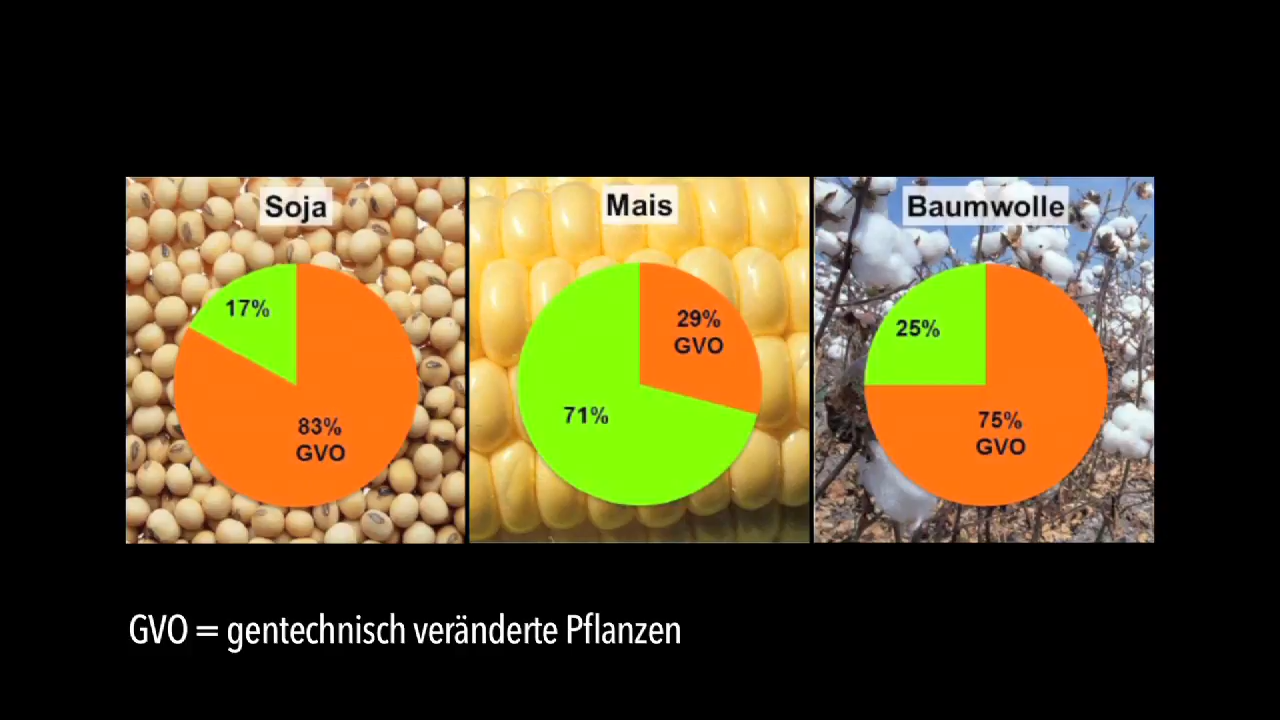 Soja
17%
83%
GVO
Mais
29%
GVO
71%
Baumwolle
25%
75%
GVO
GVO = gentechnisch veränderte Pflanzen